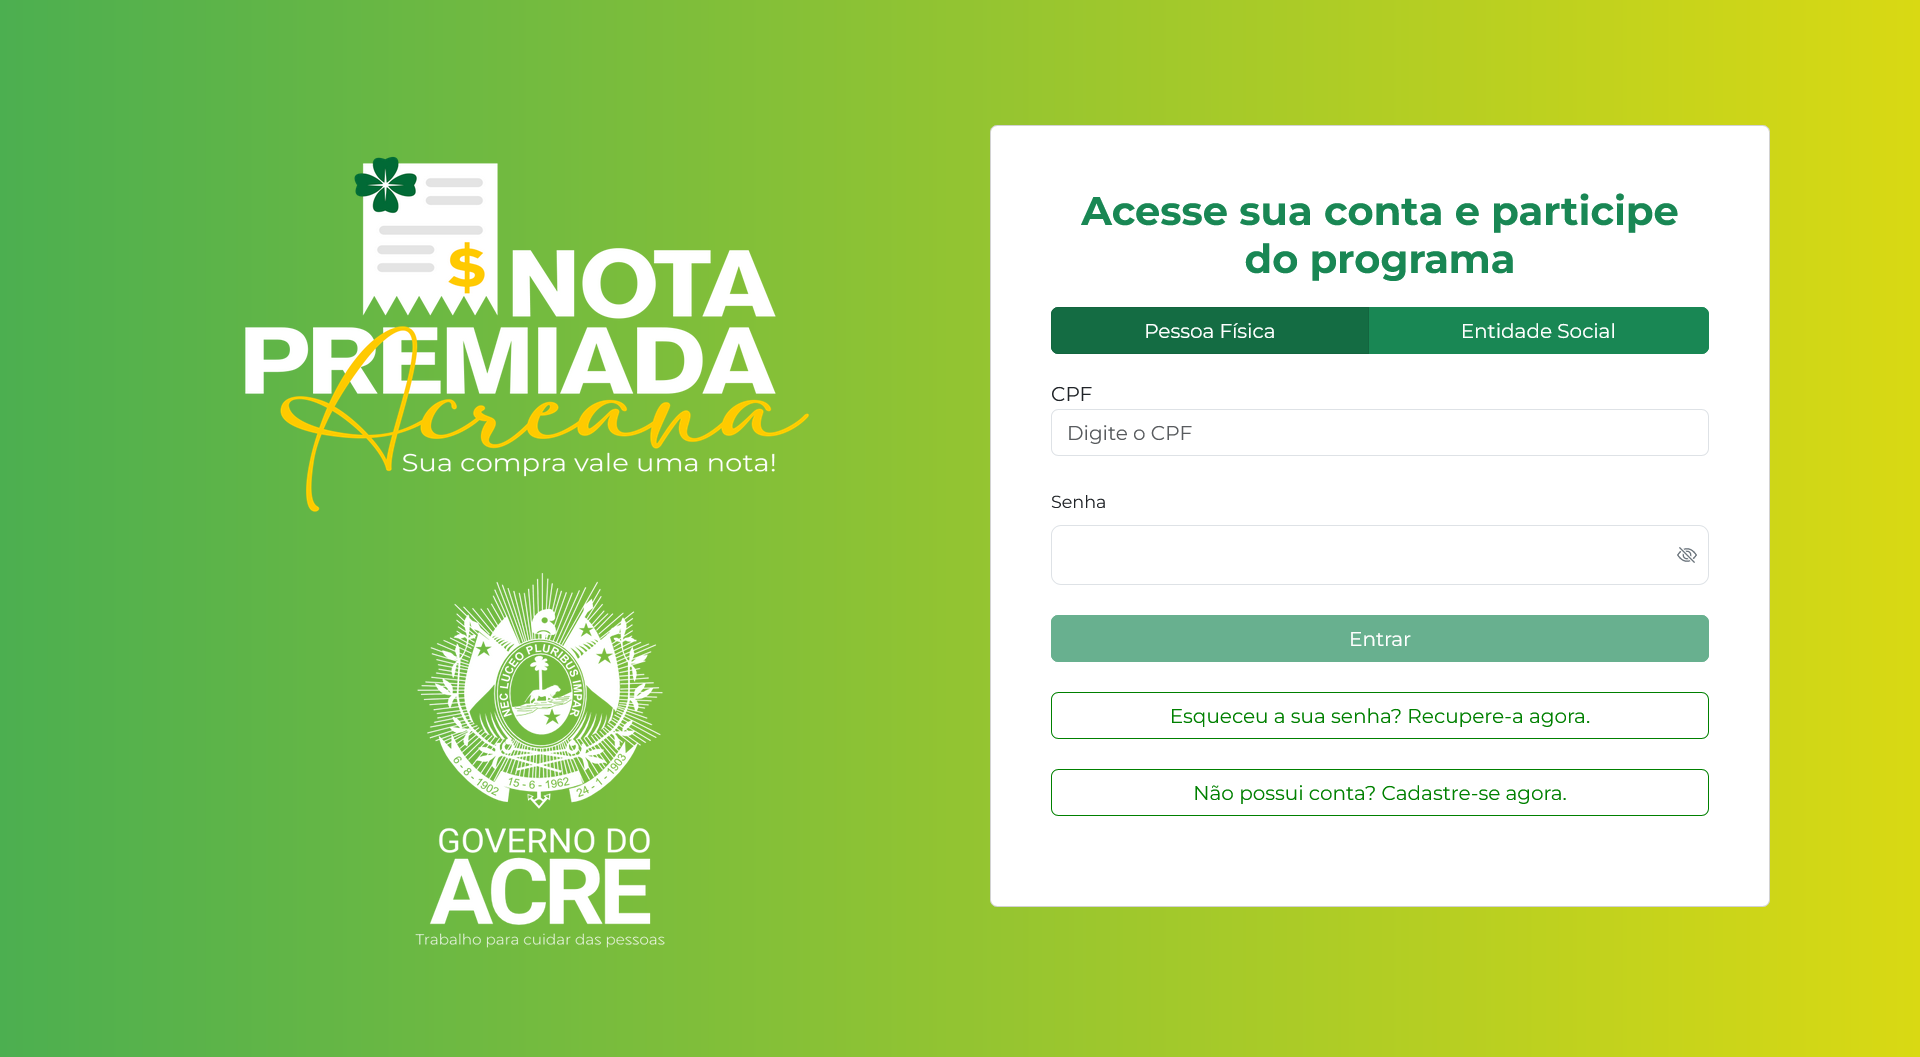 NOTA
PREMIADA
Acreana
Sua compra vale uma nota!
NEC LUCEO PLURIBUS IMPAR
6 - 8 - 1902
15 - 6 - 1962
24 - 1 - 1903
GOVERNO DO
ACRE
Trabalho para cuidar das pessoas
Acesse sua conta e participe
do programa
Pessoa Física
Entidade Social
CPF
Digite o CPF
Senha
Entrar
Esqueceu a sua senha? Recupere-a agora.
Não possui conta? Cadastre-se agora.